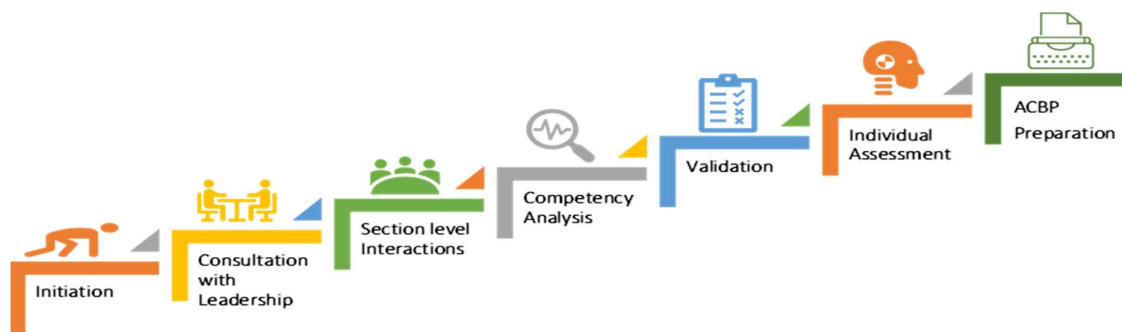 Initiation
Consultation
with
Leadership
Section level
Interactions
Competency
Analysis
Validation
Individual
Assessment
ACBP
Preparation